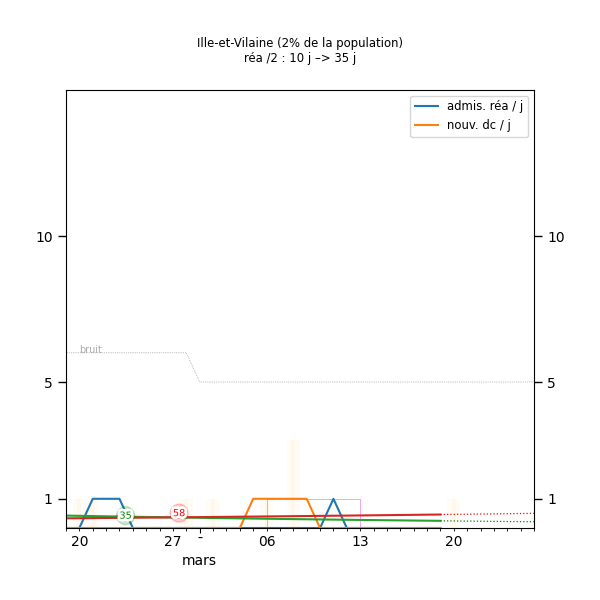 Ille-et-Vilaine (2% de la population)
réa /2 : 10 j –> 35 j
admis. réa / j
nouv. dc / j
10
10
bruit
5
5
1
1
35
58
20
27
-
06
13
20
mars